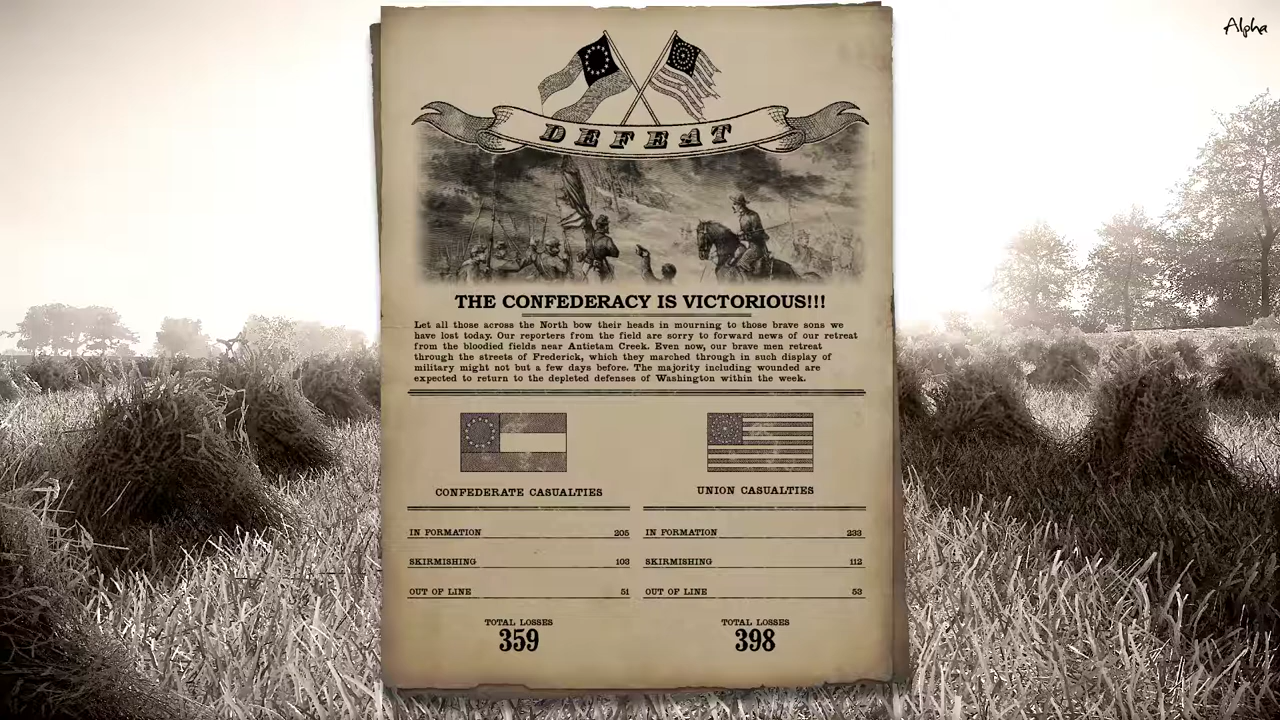 Alpha
DEFEAT
THE CONFEDERACY IS VICTORIOUS!!!
Let all those across the North bow their heads in mourning to those brave sons we
have lost today. Our reporters from the field are sorry to forward news of our retreat
from the bloodied fields near Antietam Creek. Even now, our brave men retreat
through the streets of Frederick, which they marched through in such display of
military might not but a few days before. The majority including wounded are
expected to return to the depleted defenses of Washington within the week.
CONFEDERATE CASUALTIES
IN FORMATION 205
SKIRMISHING 103
OUT OF LINE 51
TOTAL LOSSES
359
UNION CASUALTIES
IN FORMATION 233
SKIRMISHING 112
OUT OF LINE 53
TOTAL LOSSES
398